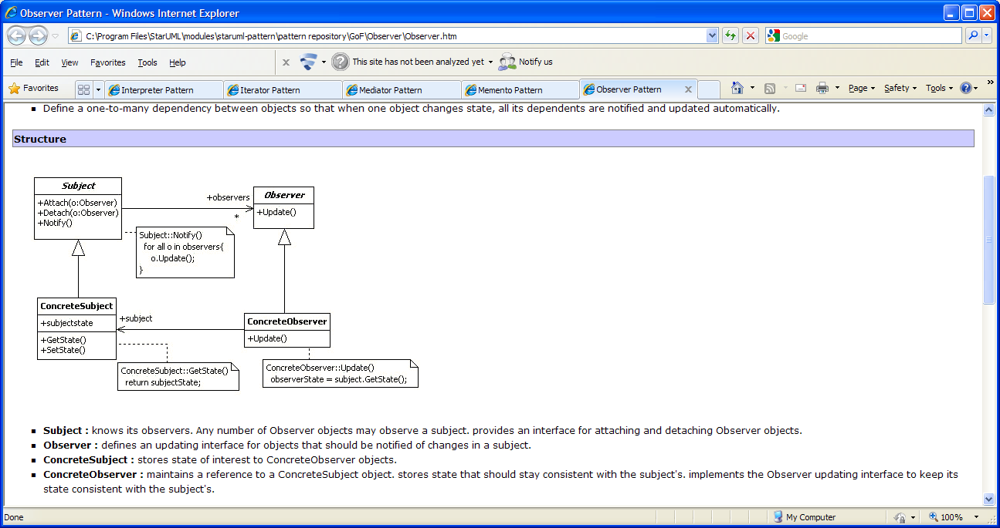 Observer Pattern - Windows Internet Explorer
C:\Program Files\StarUML\modules\staruml-pattern\pattern repository\GoF\Observer\Observer.htm
Google
File Edit View Favorites Tools Help
x
This site has not been analyzed yet
Notify us
Favorites
Interpreter Pattern
Iterator Pattern
Mediator Pattern
Memento Pattern
Observer Pattern
Page
Safety
Tools
»
Define a one-to-many dependency between objects so that when one object changes state, all its dependents are notified and updated automatically.
Structure
Subject
+Attach(o:Observer)
+Detach(o:Observer)
+Notify()
+observers
*
Observer
+Update()
Subject::Notify()
for all o in observers{
o.Update();
}
ConcreteSubject
+subjectstate
+GetState()
+SetState()
+subject
ConcreteObserver
+Update()
ConcreteSubject::GetState()
return subjectState;
ConcreteObserver::Update()
observerState = subject.GetState();
Subject : knows its observers. Any number of Observer objects may observe a subject. provides an interface for attaching and detaching Observer objects.
Observer : defines an updating interface for objects that should be notified of changes in a subject.
ConcreteSubject : stores state of interest to ConcreteObserver objects.
ConcreteObserver : maintains a reference to a ConcreteSubject object. stores state that should stay consistent with the subject's. implements the Observer updating interface to keep its
state consistent with the subject's.
Done
My Computer
100%